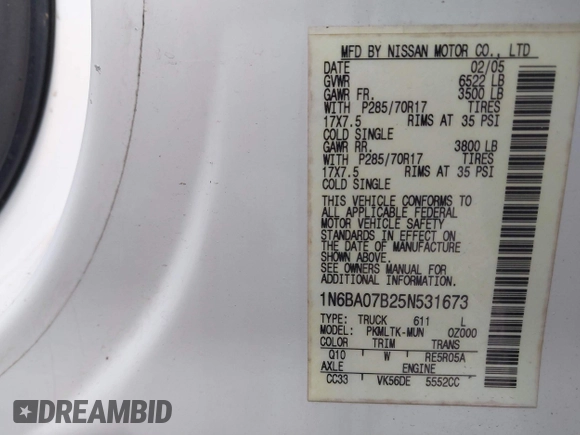 MFD BY NISSAN MOTOR CO., LTD
DATE 02/05
GVWR 6522 LB
GAWR FR. 3500 LB
WITH P285/70R17 TIRES
17X7.5 RIMS AT 35 PSI
COLD SINGLE
GAWR RR. 3800 LB
WITH P285/70R17 TIRES
17X7.5 RIMS AT 35 PSI
COLD SINGLE
THIS VEHICLE CONFORMS TO
ALL APPLICABLE FEDERAL
MOTOR VEHICLE SAFETY
STANDARDS IN EFFECT ON
THE DATE OF MANUFACTURE
SHOWN ABOVE.
SEE OWNERS MANUAL FOR
ADDITIONAL INFORMATION
1N6BA07B25N531673
TYPE: TRUCK 611 L
MODEL: PKMLTK-MUN 0Z000
COLOR TRIM TRANS
Q10 W RE5R05A
AXLE ENGINE
CC33 VK56DE 5552CC
DREAMBID